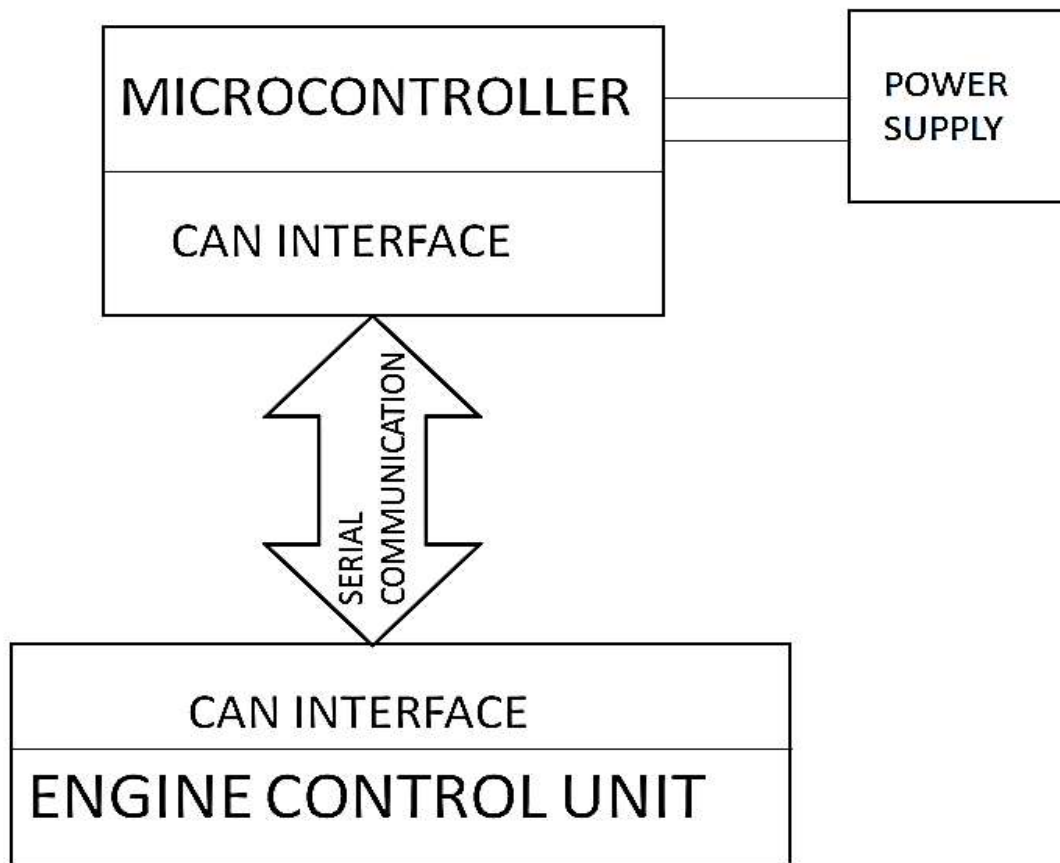 MICROCONTROLLER
POWER
SUPPLY
CAN INTERFACE
SERIAL
COMMUNICATION
CAN INTERFACE
ENGINE CONTROL UNIT